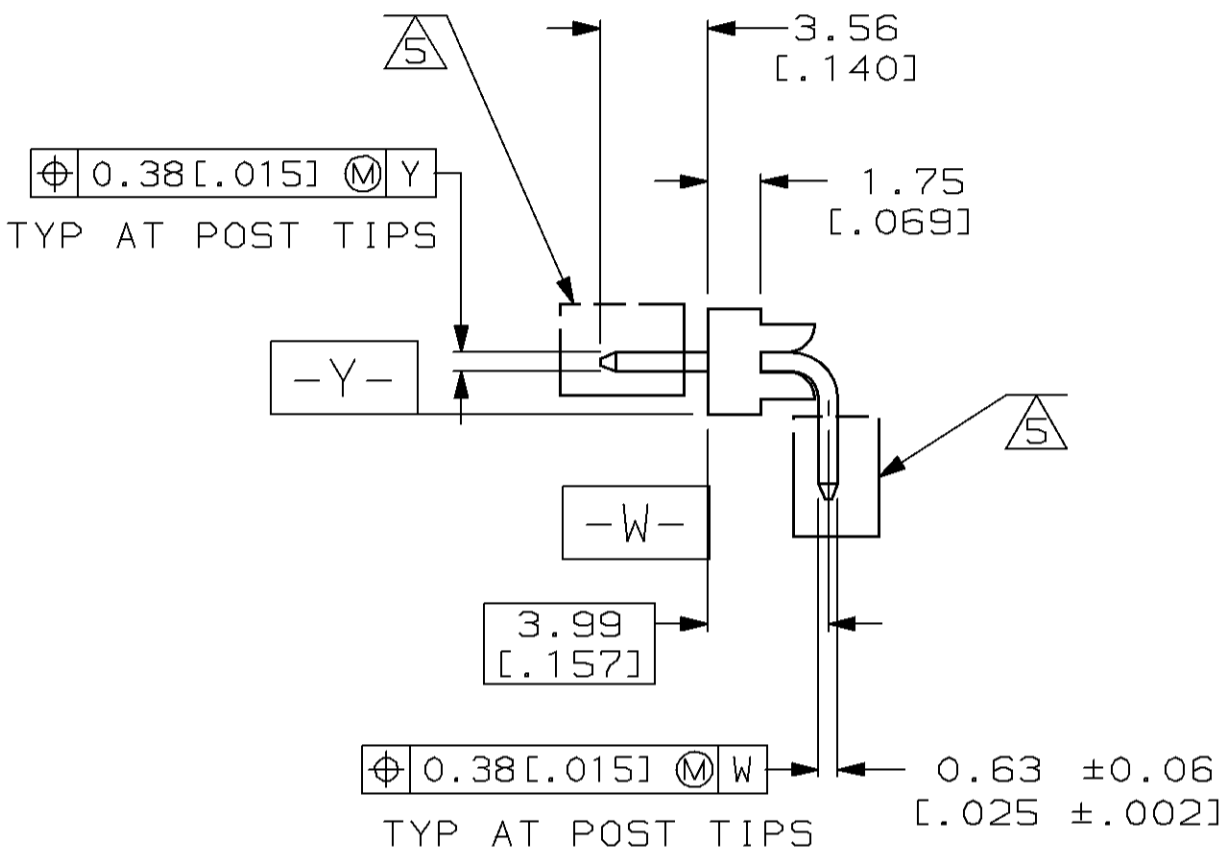 5
3.56
[.140]
⌖ 0.38[.015] Ⓜ Y
TYP AT POST TIPS
1.75
[.069]
-Y-
5
-W-
3.99
[.157]
⌖ 0.38[.015] Ⓜ W
TYP AT POST TIPS
0.63 ±0.06
[.025 ±.002]